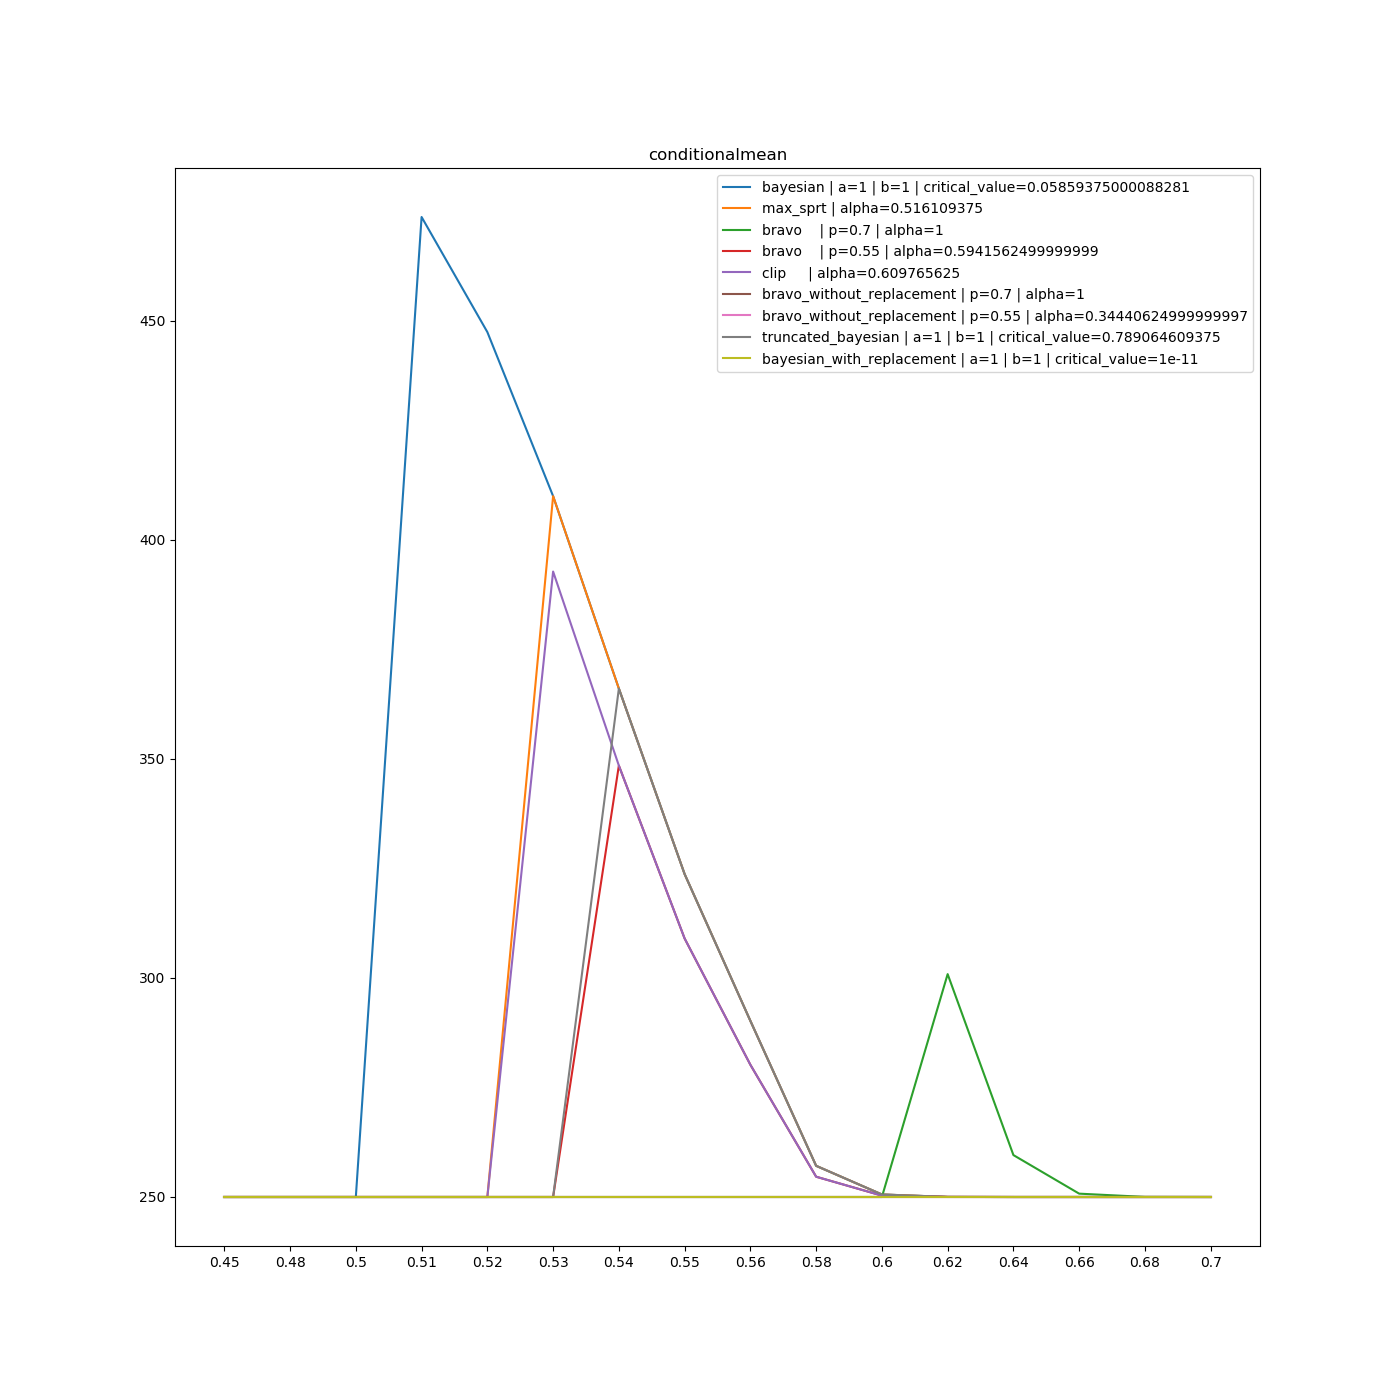 conditionalmean
bayesian | a=1 | b=1 | critical_value=0.05859375000088281
max_sprt | alpha=0.516109375
bravo    | p=0.7 | alpha=1
bravo    | p=0.55 | alpha=0.5941562499999999
clip     | alpha=0.609765625
bravo_without_replacement | p=0.7 | alpha=1
bravo_without_replacement | p=0.55 | alpha=0.34440624999999997
truncated_bayesian | a=1 | b=1 | critical_value=0.789064609375
bayesian_with_replacement | a=1 | b=1 | critical_value=1e-11
450
400
350
300
250
0.45 0.48 0.5 0.51 0.52 0.53 0.54 0.55 0.56 0.58 0.6 0.62 0.64 0.66 0.68 0.7